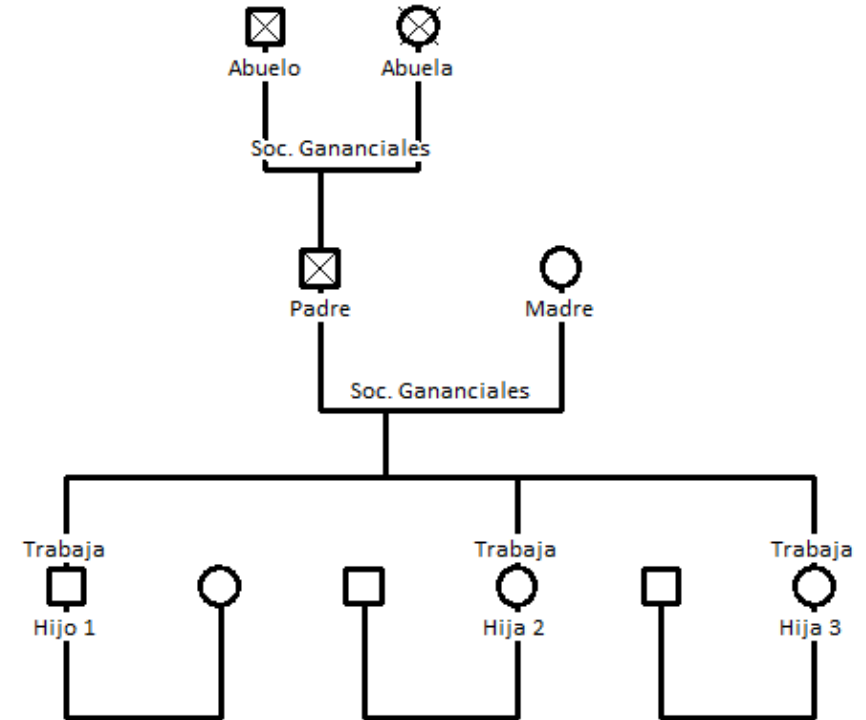 Abuelo
Abuela
Soc. Gananciales
Padre
Madre
Soc. Gananciales
Trabaja
Trabaja
Trabaja
Hijo 1
Hija 2
Hija 3